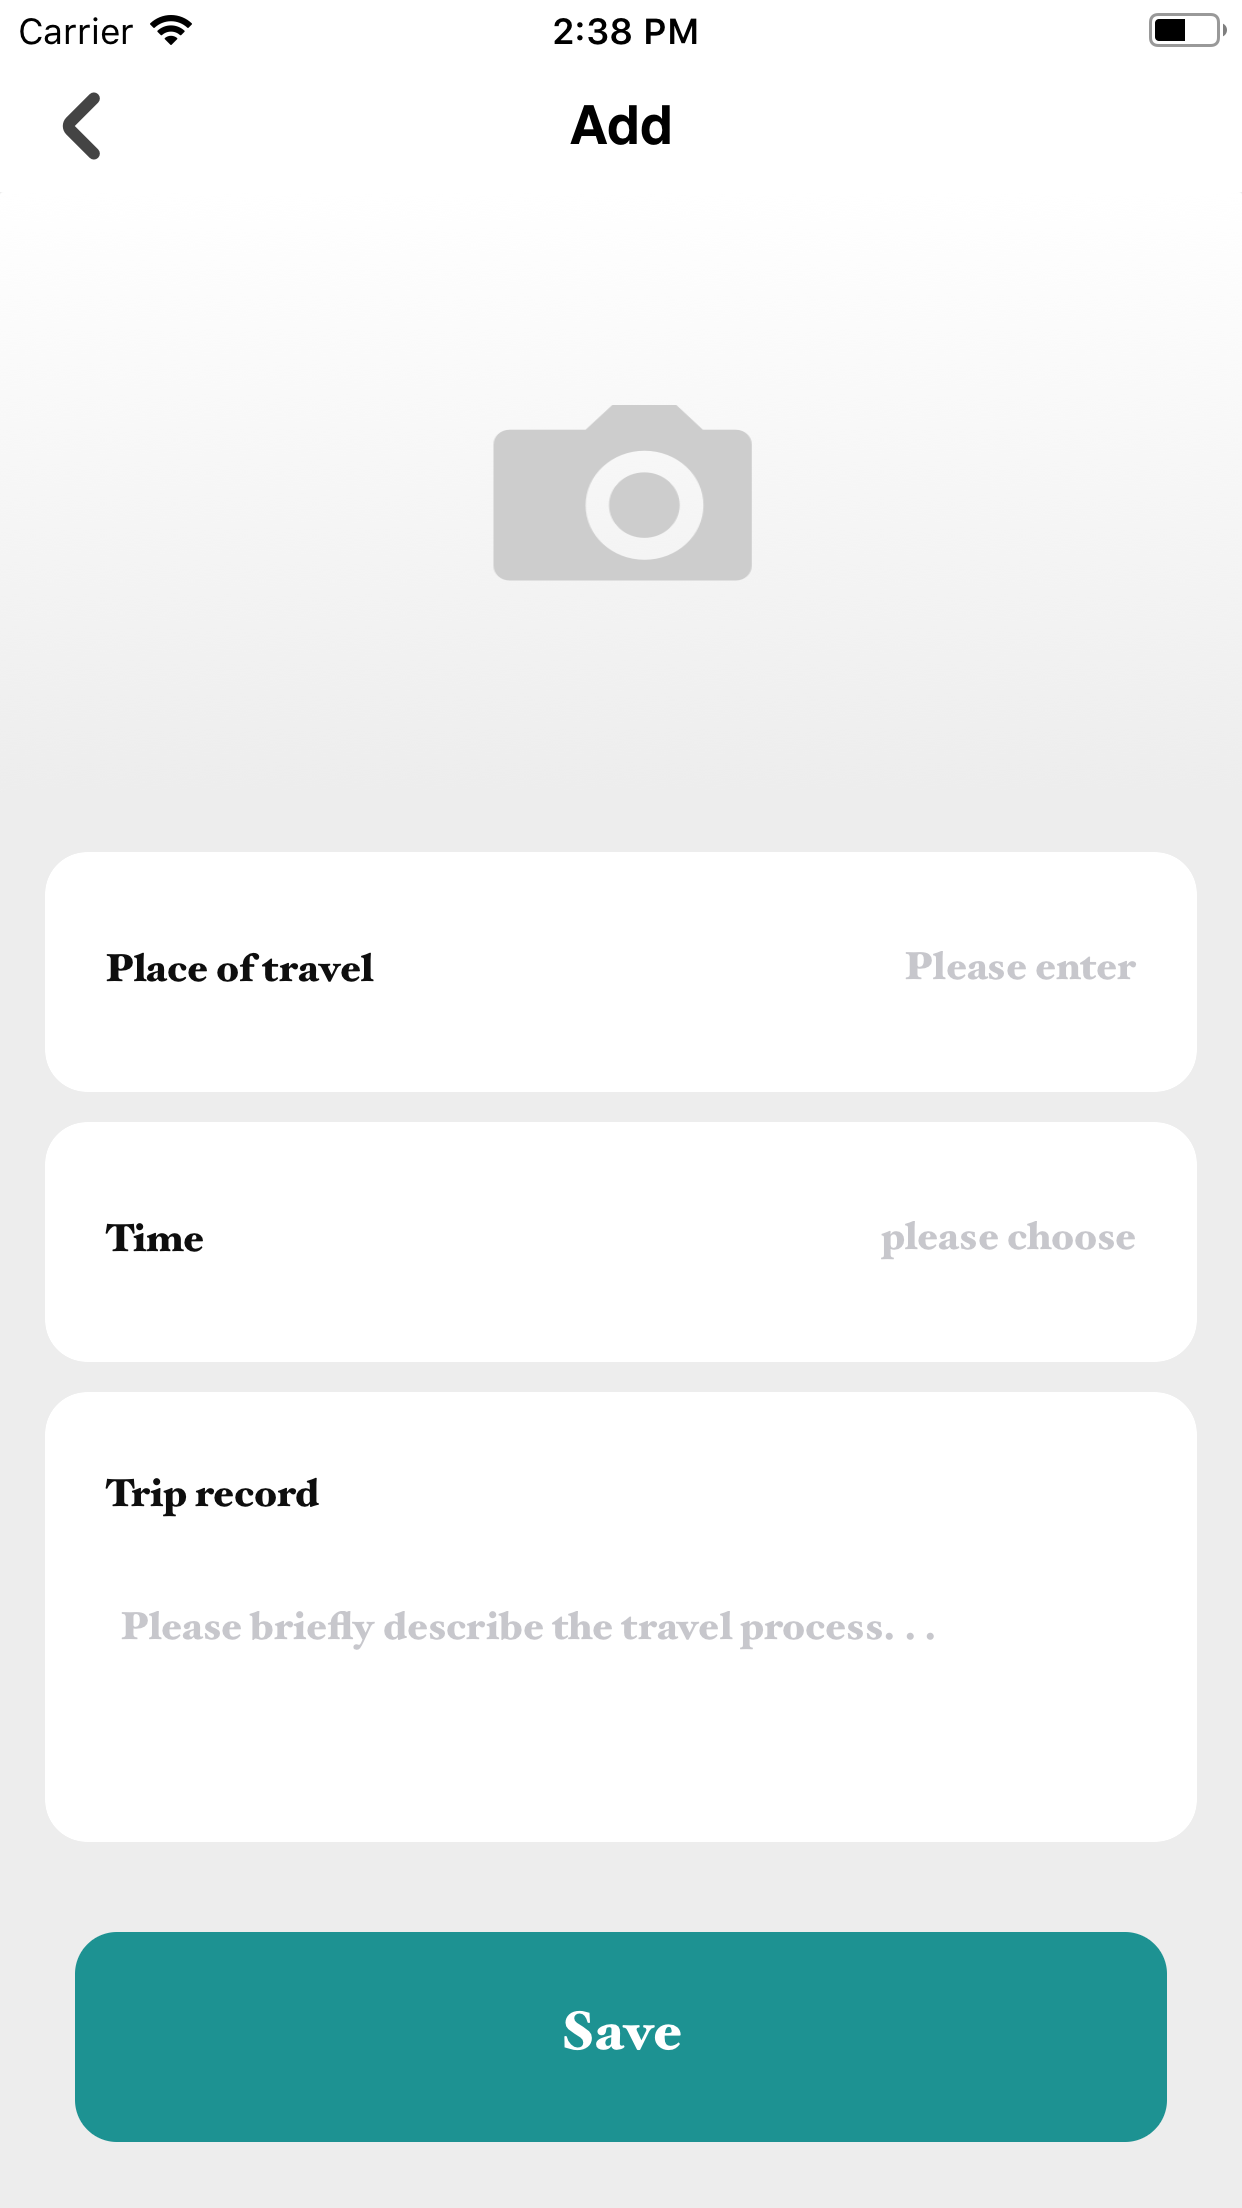 Carrier 2:38 PM
Add
Place of travel Please enter
Time please choose
Trip record
Please briefly describe the travel process. . .
Save